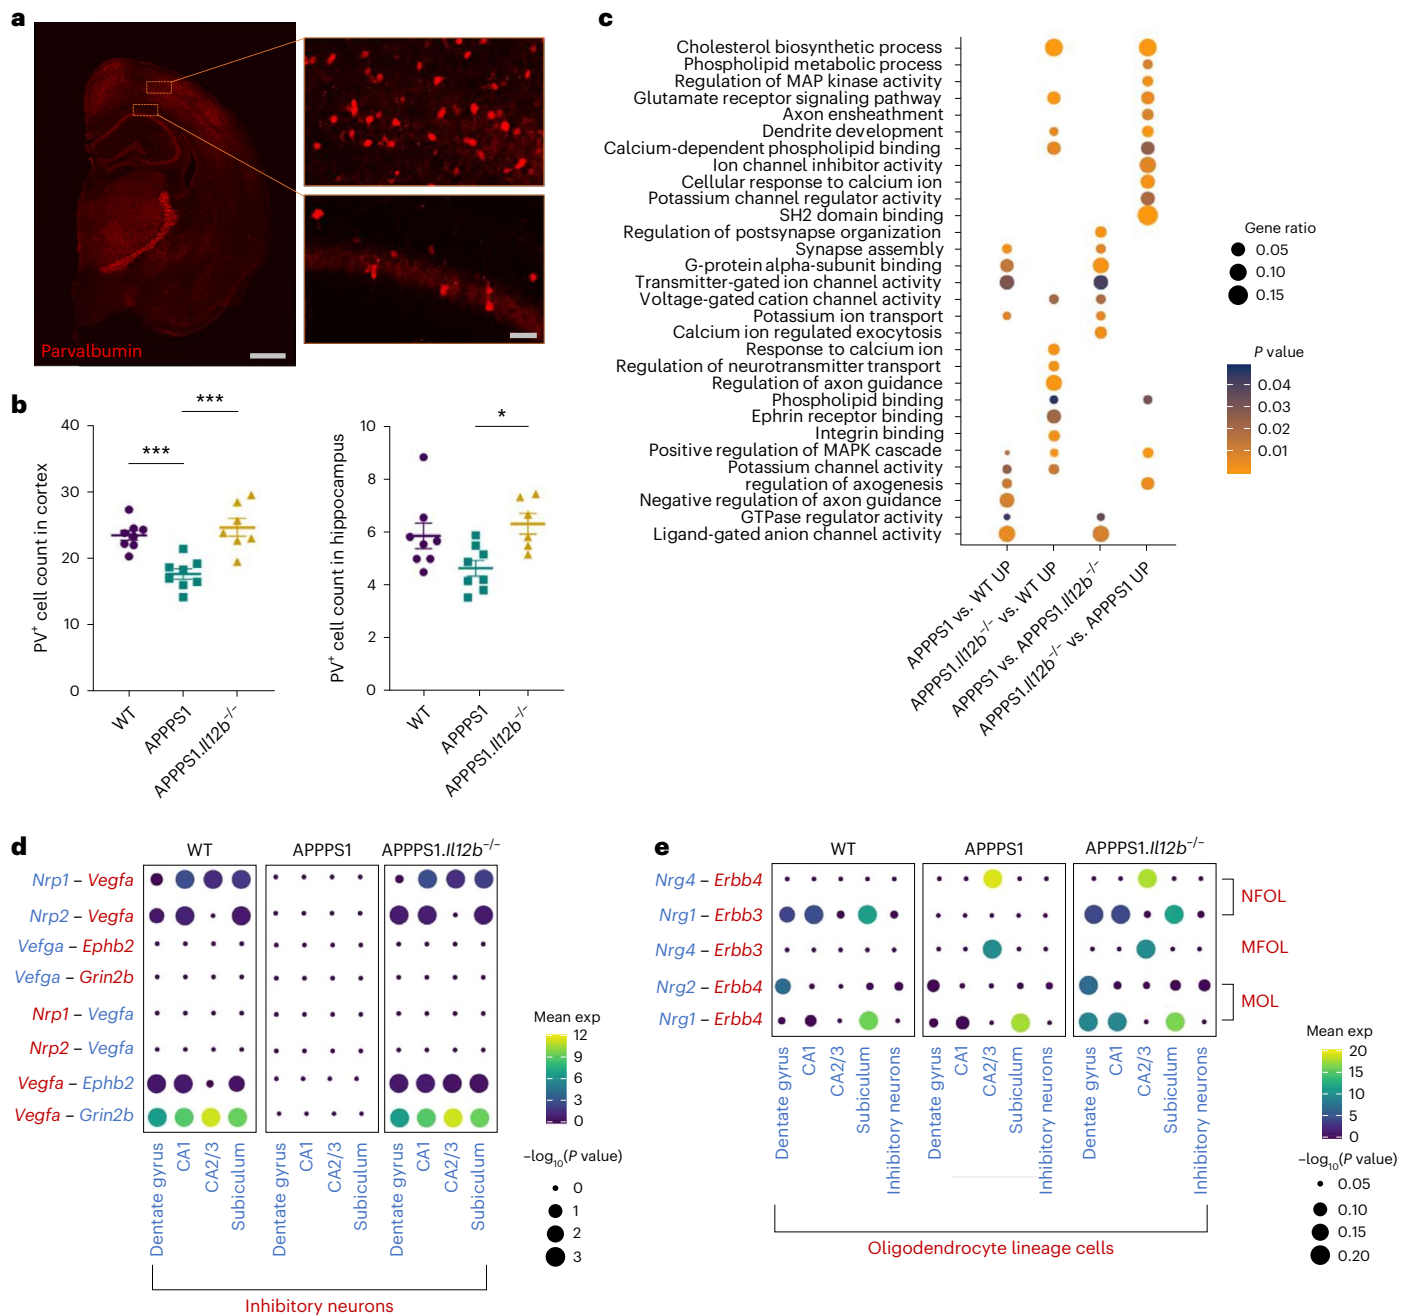 a
Parvalbumin
b
PV+ cell count in cortex
40
30
20
10
0
***
***
WT
APPPS1
APPPS1.Il12b−/−
PV+ cell count in hippocampus
10
8
6
4
2
0
*
WT
APPPS1
APPPS1.Il12b−/−
c
Cholesterol biosynthetic process
Phospholipid metabolic process
Regulation of MAP kinase activity
Glutamate receptor signaling pathway
Axon ensheathment
Dendrite development
Calcium-dependent phospholipid binding
Ion channel inhibitor activity
Cellular response to calcium ion
Potassium channel regulator activity
SH2 domain binding
Regulation of postsynapse organization
Synapse assembly
G-protein alpha-subunit binding
Transmitter-gated ion channel activity
Voltage-gated cation channel activity
Potassium ion transport
Calcium ion regulated exocytosis
Response to calcium ion
Regulation of neurotransmitter transport
Regulation of axon guidance
Phospholipid binding
Ephrin receptor binding
Integrin binding
Positive regulation of MAPK cascade
Potassium channel activity
regulation of axogenesis
Negative regulation of axon guidance
GTPase regulator activity
Ligand-gated anion channel activity
APPPS1 vs. WT UP
APPPS1.Il12b−/− vs. WT UP
APPPS1 vs. APPPS1.Il12b−/−
APPPS1.Il12b−/− vs. APPPS1 UP
Gene ratio
0.05
0.10
0.15
P value
0.04
0.03
0.02
0.01
d
WT
APPPS1
APPPS1.Il12b−/−
Nrp1 – Vegfa
Nrp2 – Vegfa
Vefga – Ephb2
Vefga – Grin2b
Nrp1 – Vegfa
Nrp2 – Vegfa
Vegfa – Ephb2
Vegfa – Grin2b
Dentate gyrus
CA1
CA2/3
Subiculum
Dentate gyrus
CA1
CA2/3
Subiculum
Dentate gyrus
CA1
CA2/3
Subiculum
Inhibitory neurons
Mean exp
12
9
6
3
0
−log10(P value)
0
1
2
3
e
WT
APPPS1
APPPS1.Il12b−/−
Nrg4 – Erbb4
Nrg1 – Erbb3
Nrg4 – Erbb3
Nrg2 – Erbb4
Nrg1 – Erbb4
NFOL
MFOL
MOL
Dentate gyrus
CA1
CA2/3
Subiculum
Inhibitory neurons
Dentate gyrus
CA1
CA2/3
Subiculum
Inhibitory neurons
Dentate gyrus
CA1
CA2/3
Subiculum
Inhibitory neurons
Oligodendrocyte lineage cells
Mean exp
20
15
10
5
0
−log10(P value)
0.05
0.10
0.15
0.20